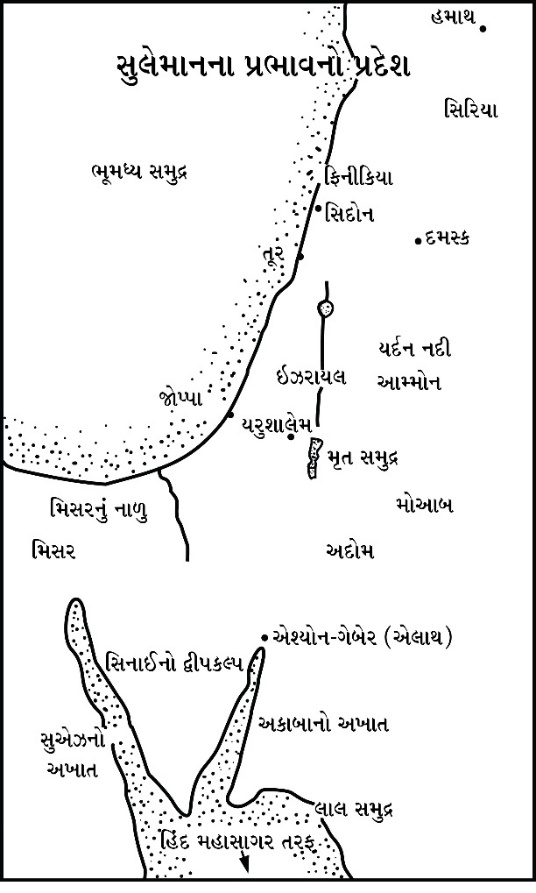 હમાથ
સુલેમાનના પ્રભાવનો પ્રદેશ
સિરિયા
ભૂમધ્ય સમુદ્ર
ફિનીકિયા
સિદોન
દમસ્ક
તૂર
યર્દન નદી
ઇઝરાયલ
આમ્મોન
જોપ્પા
યરુશાલેમ
મૃત સમુદ્ર
મિસરનું નાળુ
મોઆબ
મિસર
અદોમ
એશ્યોન-ગેબેર (એલાથ)
સિનાઈનો દ્વીપકલ્પ
અકાબાનો અખાત
સુએઝનો
અખાત
લાલ સમુદ્ર
હિંદ મહાસાગર તરફ